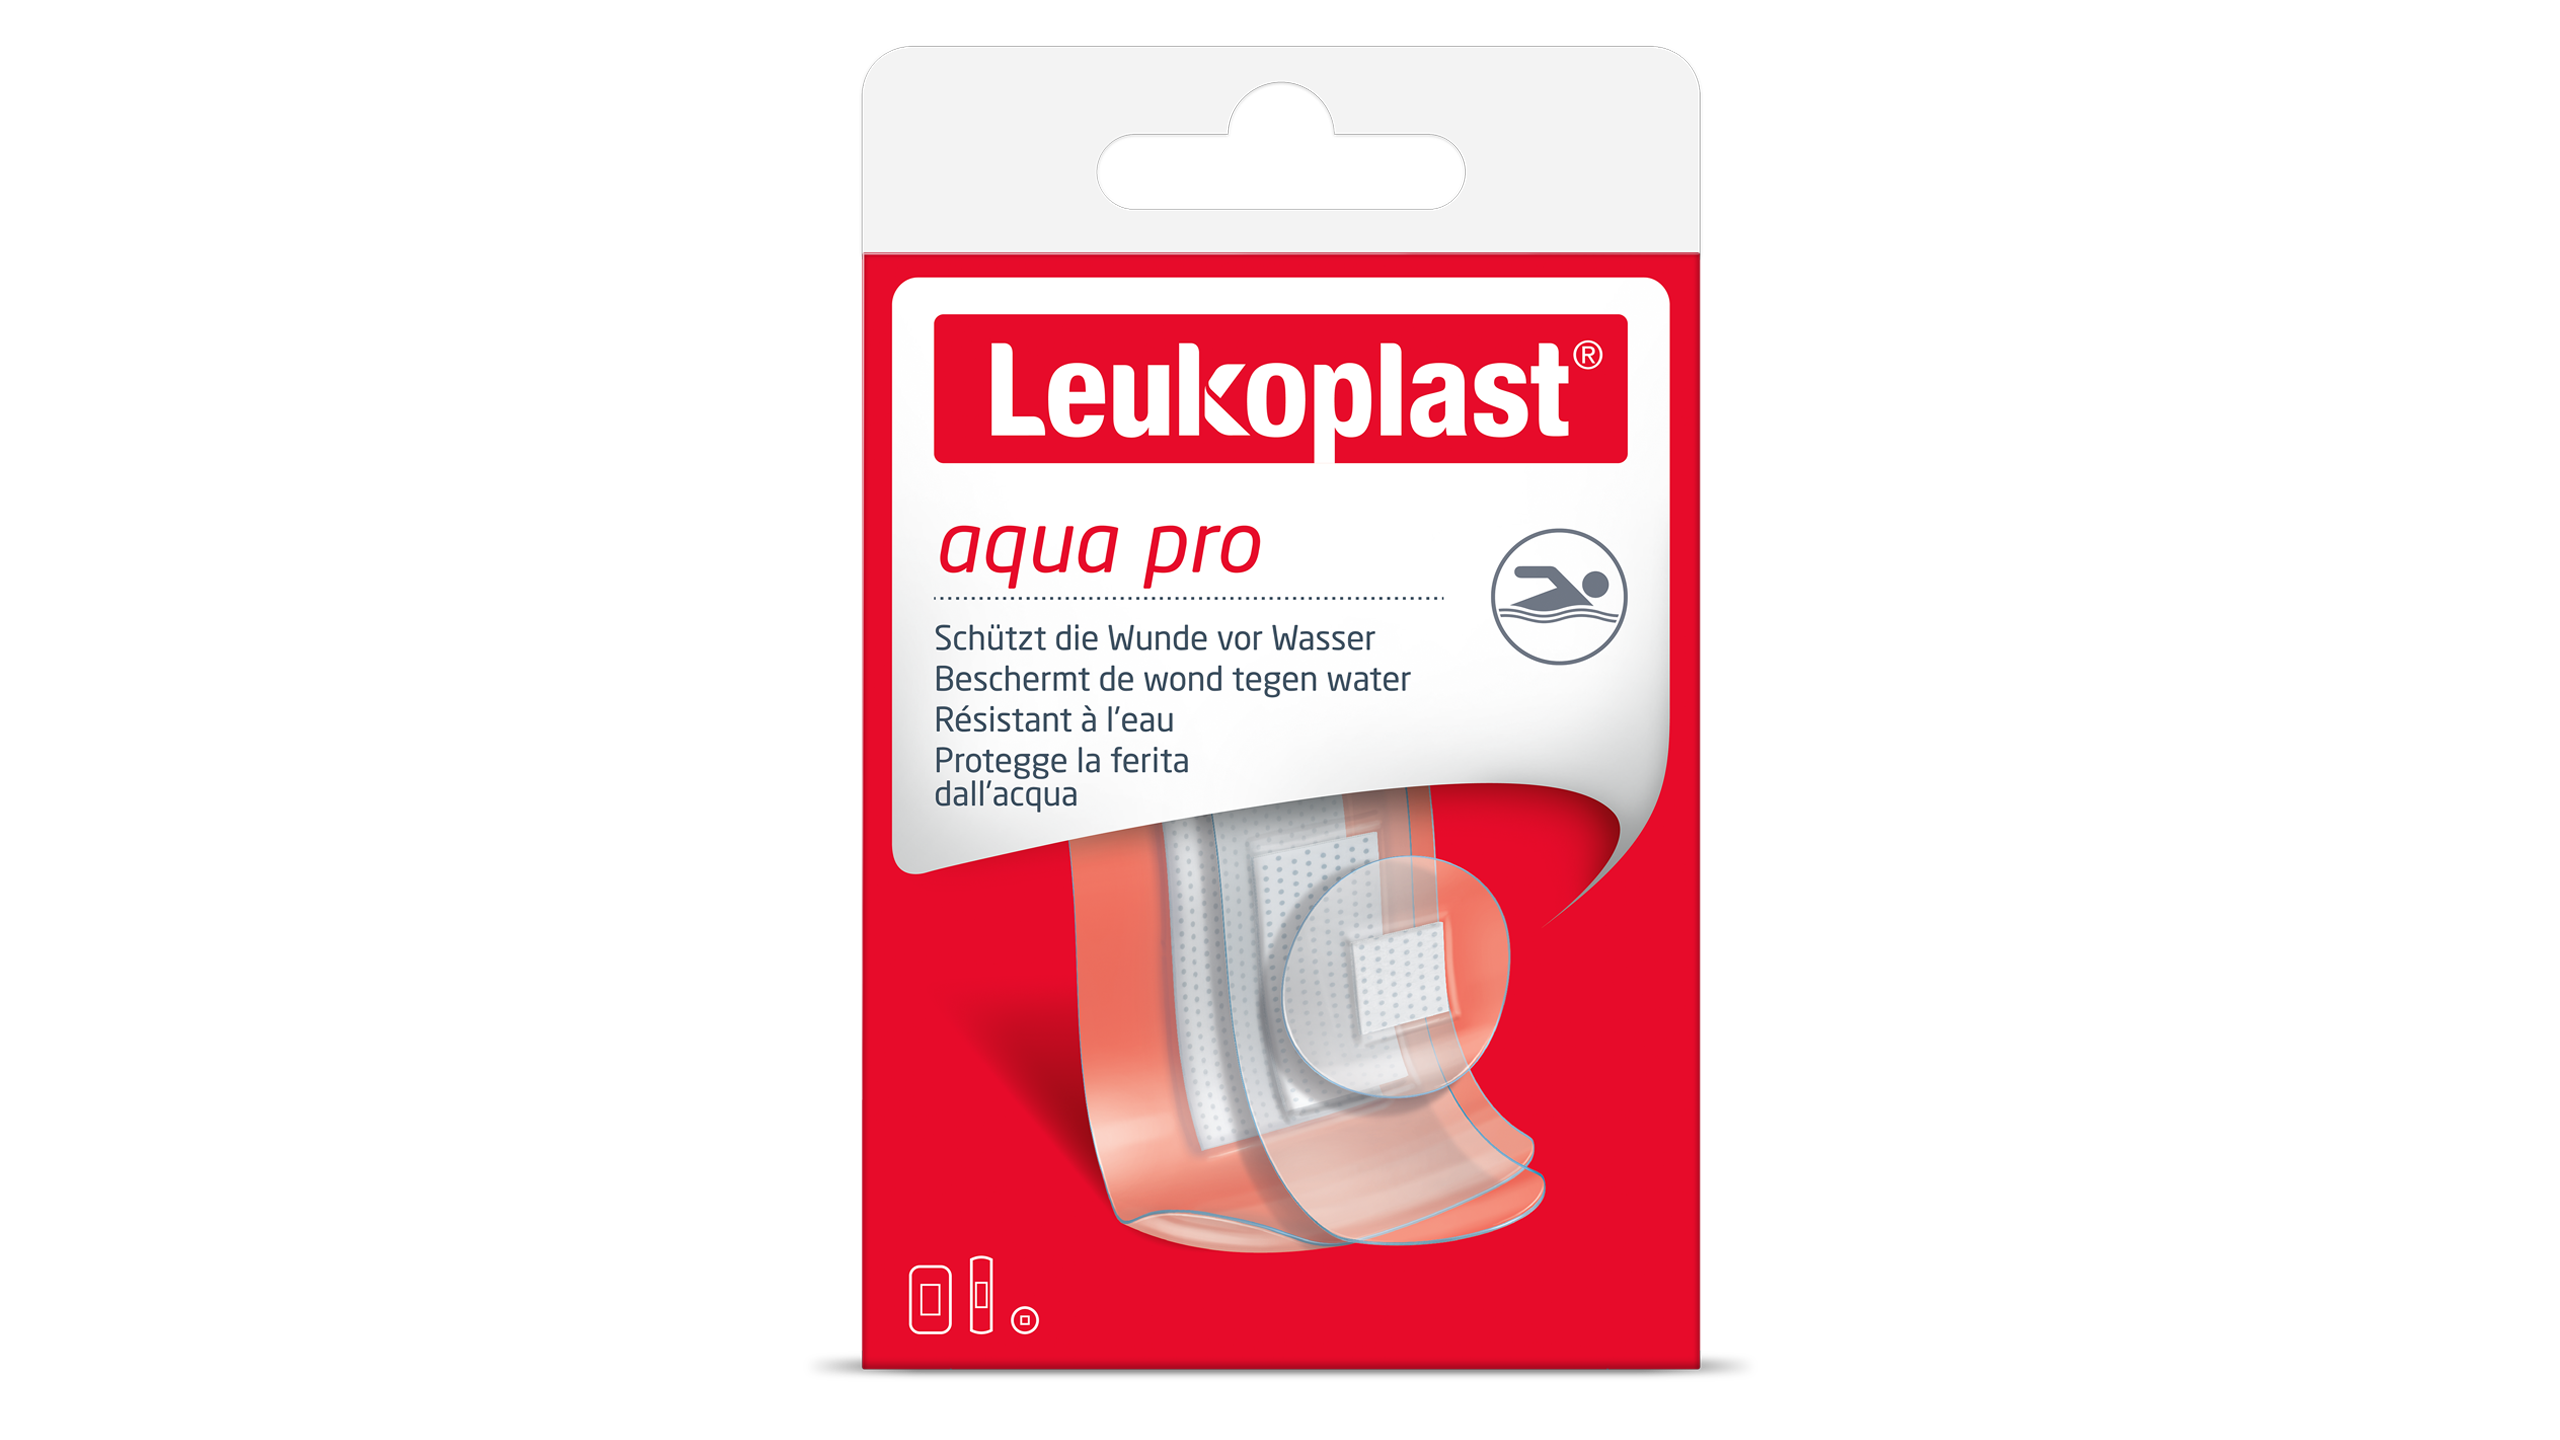 Leukoplast®
aqua pro
Schützt die Wunde vor Wasser
Beschermt de wond tegen water
Résistant à l'eau
Protegge la ferita
dall'acqua